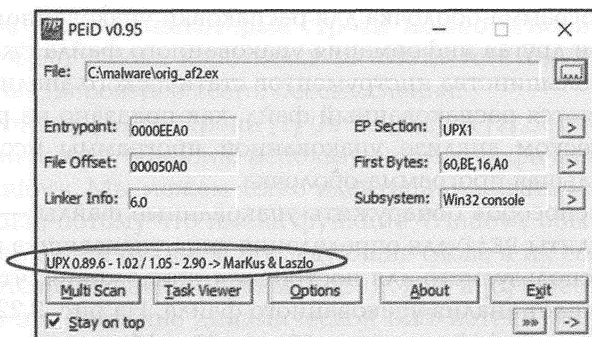 PEiD v0.95
File: C:\malware\orig_af2.ex ...
Entrypoint: 0000EEA0 EP Section: UPX1 >
File Offset: 000050A0 First Bytes: 60,BE,16,A0 >
Linker Info: 6.0 Subsystem: Win32 console >
UPX 0.89.6 - 1.02 / 1.05 - 2.90 -> MarKus & Laszlo
Multi Scan Task Viewer Options About Exit
Stay on top »» ->